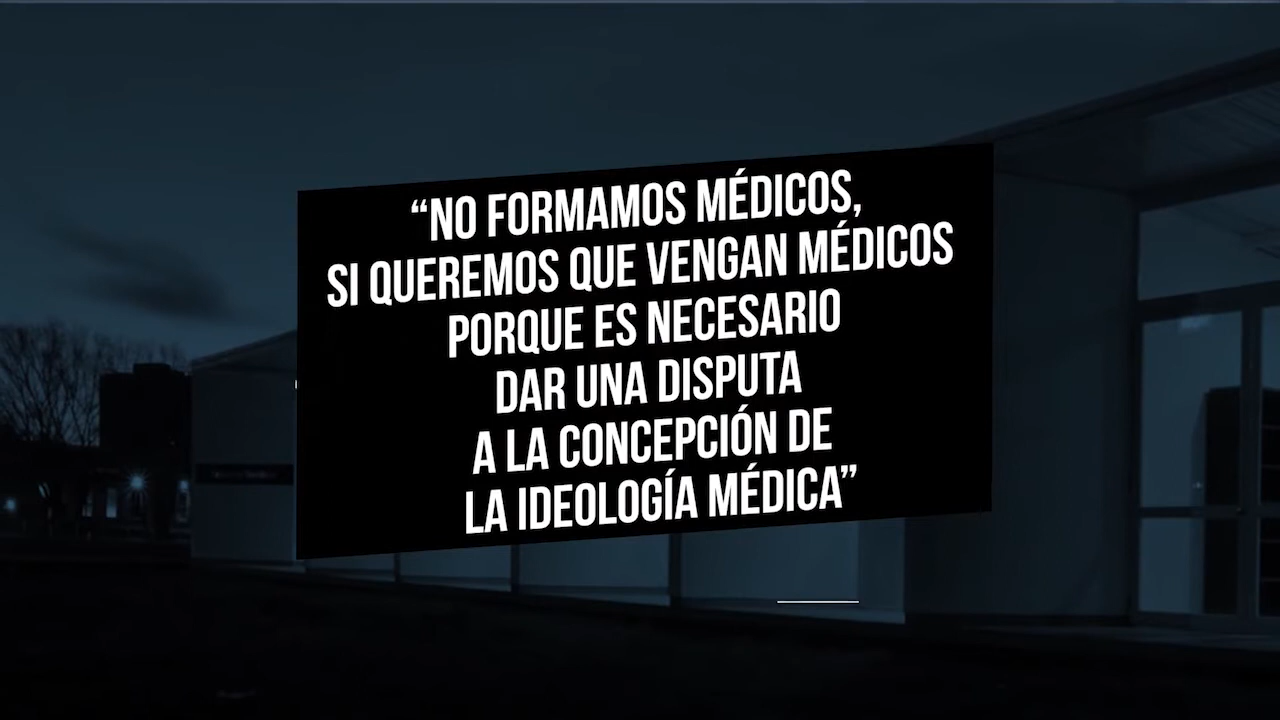 “NO FORMAMOS MÉDICOS,
SI QUEREMOS QUE VENGAN MÉDICOS
PORQUE ES NECESARIO
DAR UNA DISPUTA
A LA CONCEPCIÓN DE
LA IDEOLOGÍA MÉDICA”